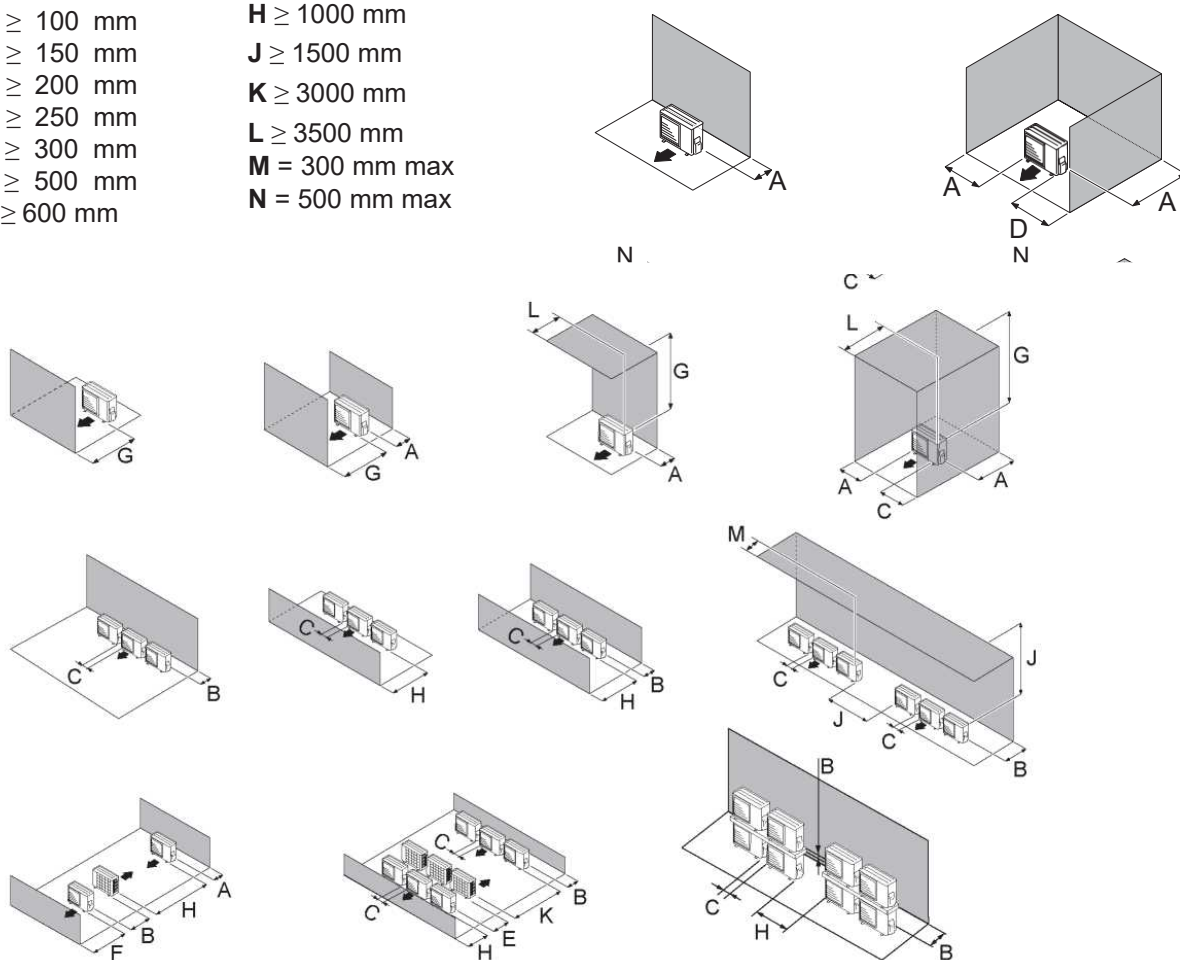 ≥ 100 mm
≥ 150 mm
≥ 200 mm
≥ 250 mm
≥ 300 mm
≥ 500 mm
≥ 600 mm
H ≥ 1000 mm
J ≥ 1500 mm
K ≥ 3000 mm
L ≥ 3500 mm
M = 300 mm max
N = 500 mm max
A
A
D
A
N
N
C
G
G
A
L
G
A
L
G
A
C
A
C
B
C
H
C
H
B
M
C
J
C
J
B
F
B
H
A
C
C
H
E
K
B
B
C
H
B